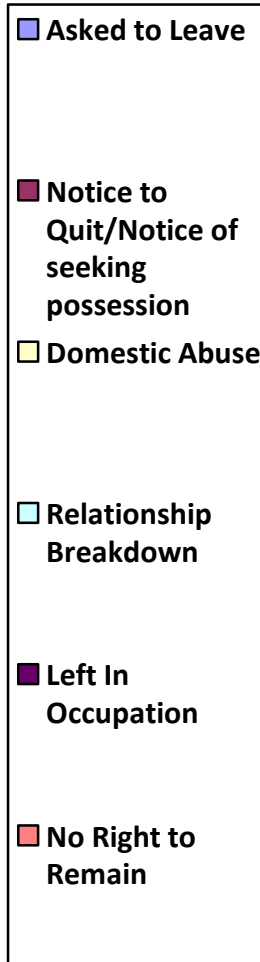 Asked to Leave
Notice to
Quit/Notice of
seeking
possession
Domestic Abuse
Relationship
Breakdown
Left In
Occupation
No Right to
Remain